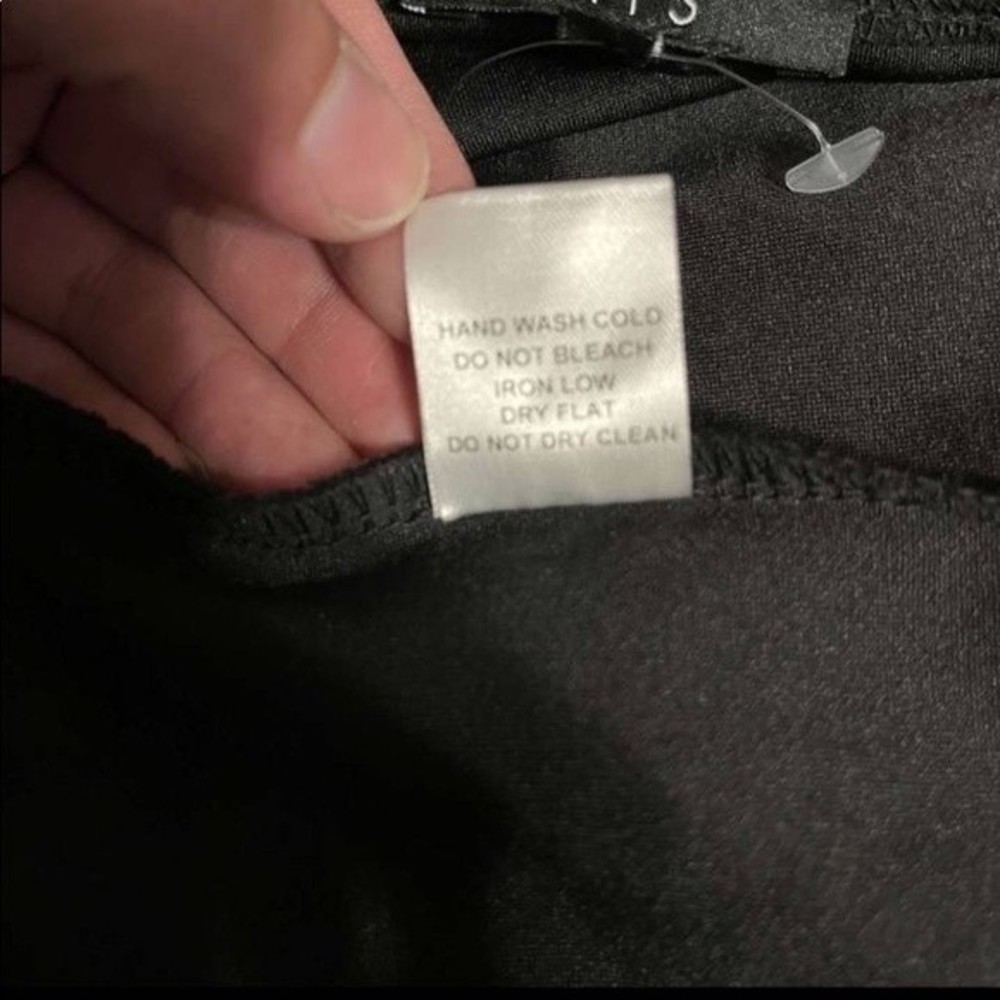 HAND WASH COLD
DO NOT BLEACH
IRON LOW
DRY FLAT
DO NOT DRY CLEAN